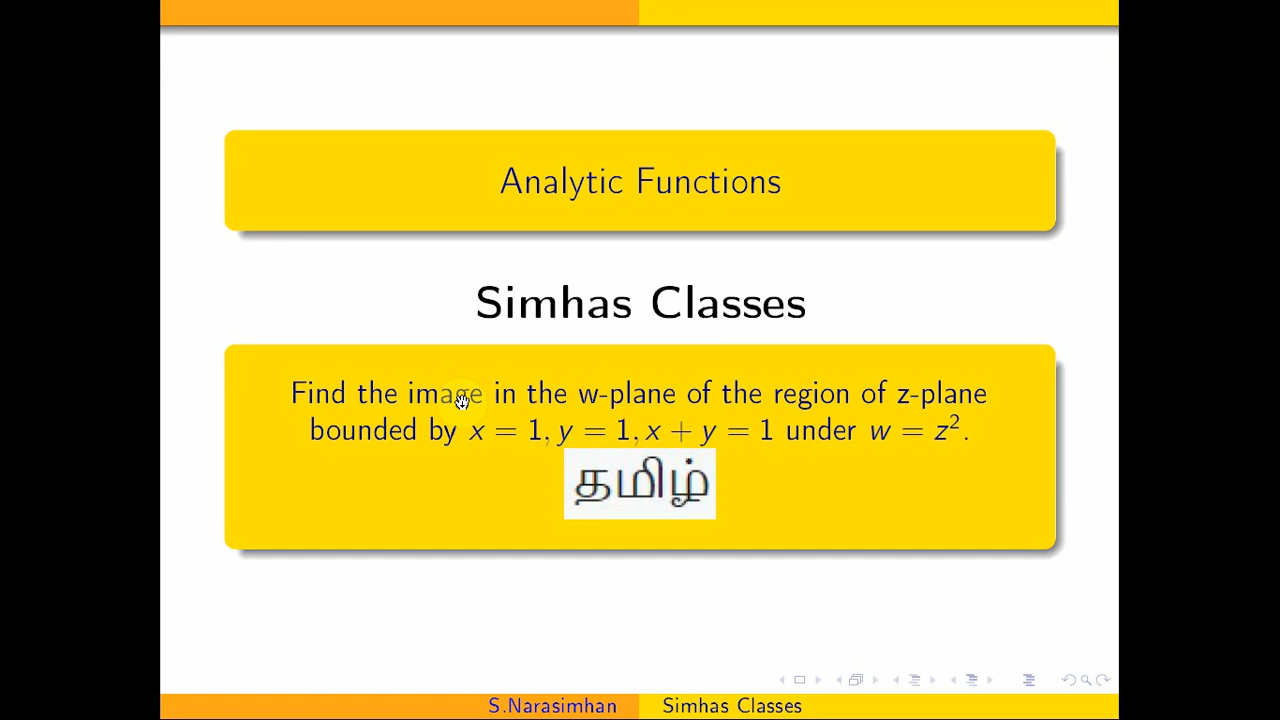 Analytic Functions
Simhas Classes
Find the image in the w-plane of the region of z-plane
bounded by x = 1, y = 1, x + y = 1 under w = z².
தமிழ்
S.Narasimhan Simhas Classes